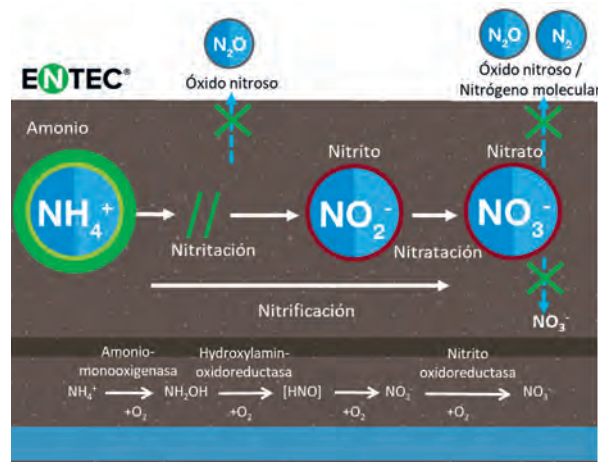 N₂O
N₂O
N₂
ENTEC®
Óxido nitroso
Óxido nitroso /
Nitrógeno molecular
Amonio
Nitrito
Nitrato
NH₄⁺
//
NO₂⁻
NO₃⁻
Nitritación
Nitratación
Nitrificación
NO₃⁻
Amonio-
monooxigenasa
Hydroxylamin-
oxidoreductasa
Nitrito
oxidoreductasa
NH₄⁺
NH₂OH
[HNO]
NO₂⁻
NO₃⁻
+O₂
+O₂
+O₂
+O₂